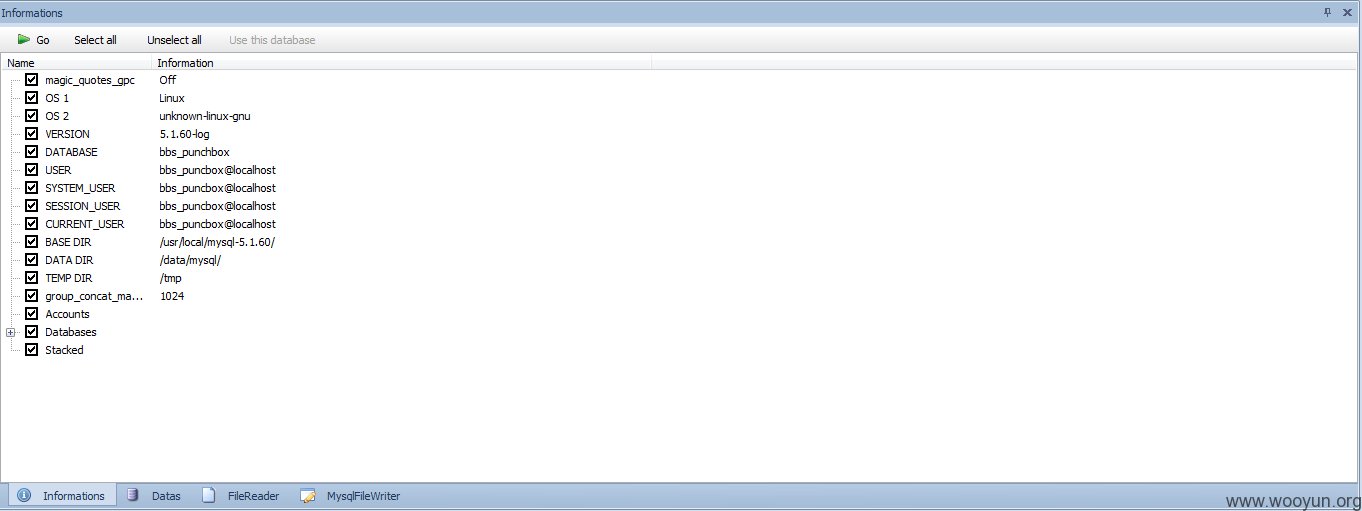 Informations
Go Select all Unselect all Use this database
Name Information
magic_quotes_gpc Off
OS 1 Linux
OS 2 unknown-linux-gnu
VERSION 5.1.60-log
DATABASE bbs_punchbox
USER bbs_puncbox@localhost
SYSTEM_USER bbs_puncbox@localhost
SESSION_USER bbs_puncbox@localhost
CURRENT_USER bbs_puncbox@localhost
BASE DIR /usr/local/mysql-5.1.60/
DATA DIR /data/mysql/
TEMP DIR /tmp
group_concat_ma... 1024
Accounts
Databases
Stacked
Informations Datas FileReader MysqlFileWriter
www.wooyun.org